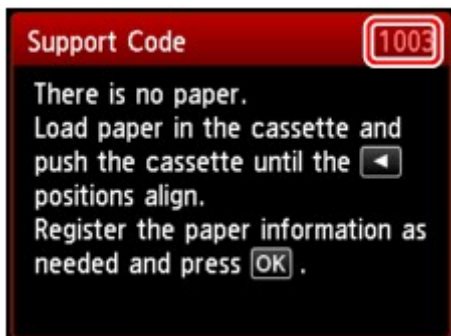 Support Code 1003
There is no paper.
Load paper in the cassette and
push the cassette until the ◀
positions align.
Register the paper information as
needed and press OK .